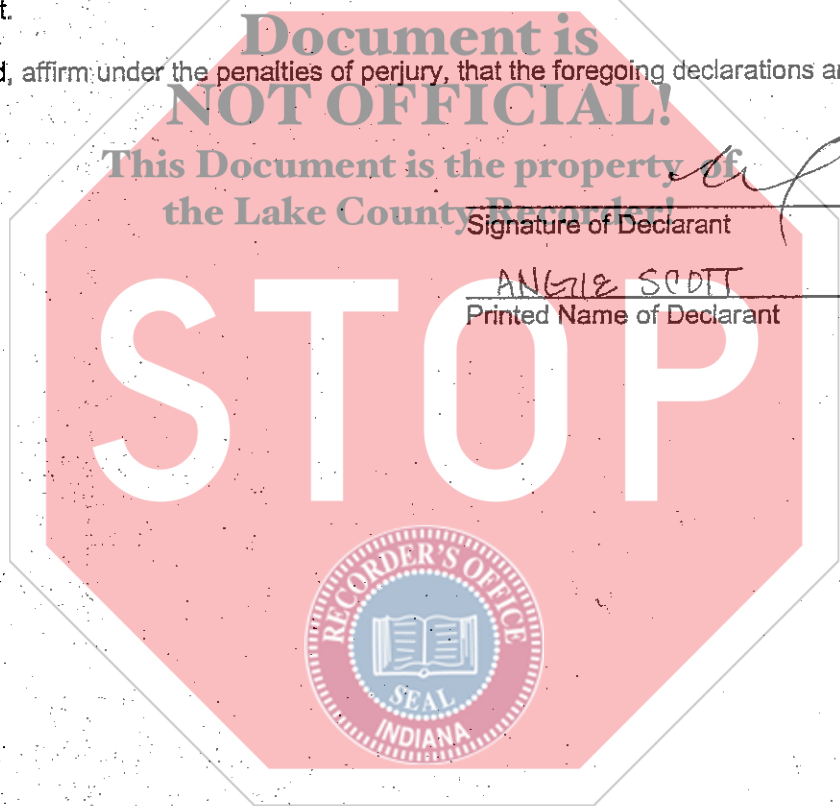 t.
Document is
d, affirm under the penalties of perjury, that the foregoing declarations ar
NOT OFFICIAL!
This Document is the property of
the Lake County Recorder!
Signature of Declarant
ANGIE SCOTT
Printed Name of Declarant
STOP
RECORDER'S OFFICE
SEAL
INDIANA